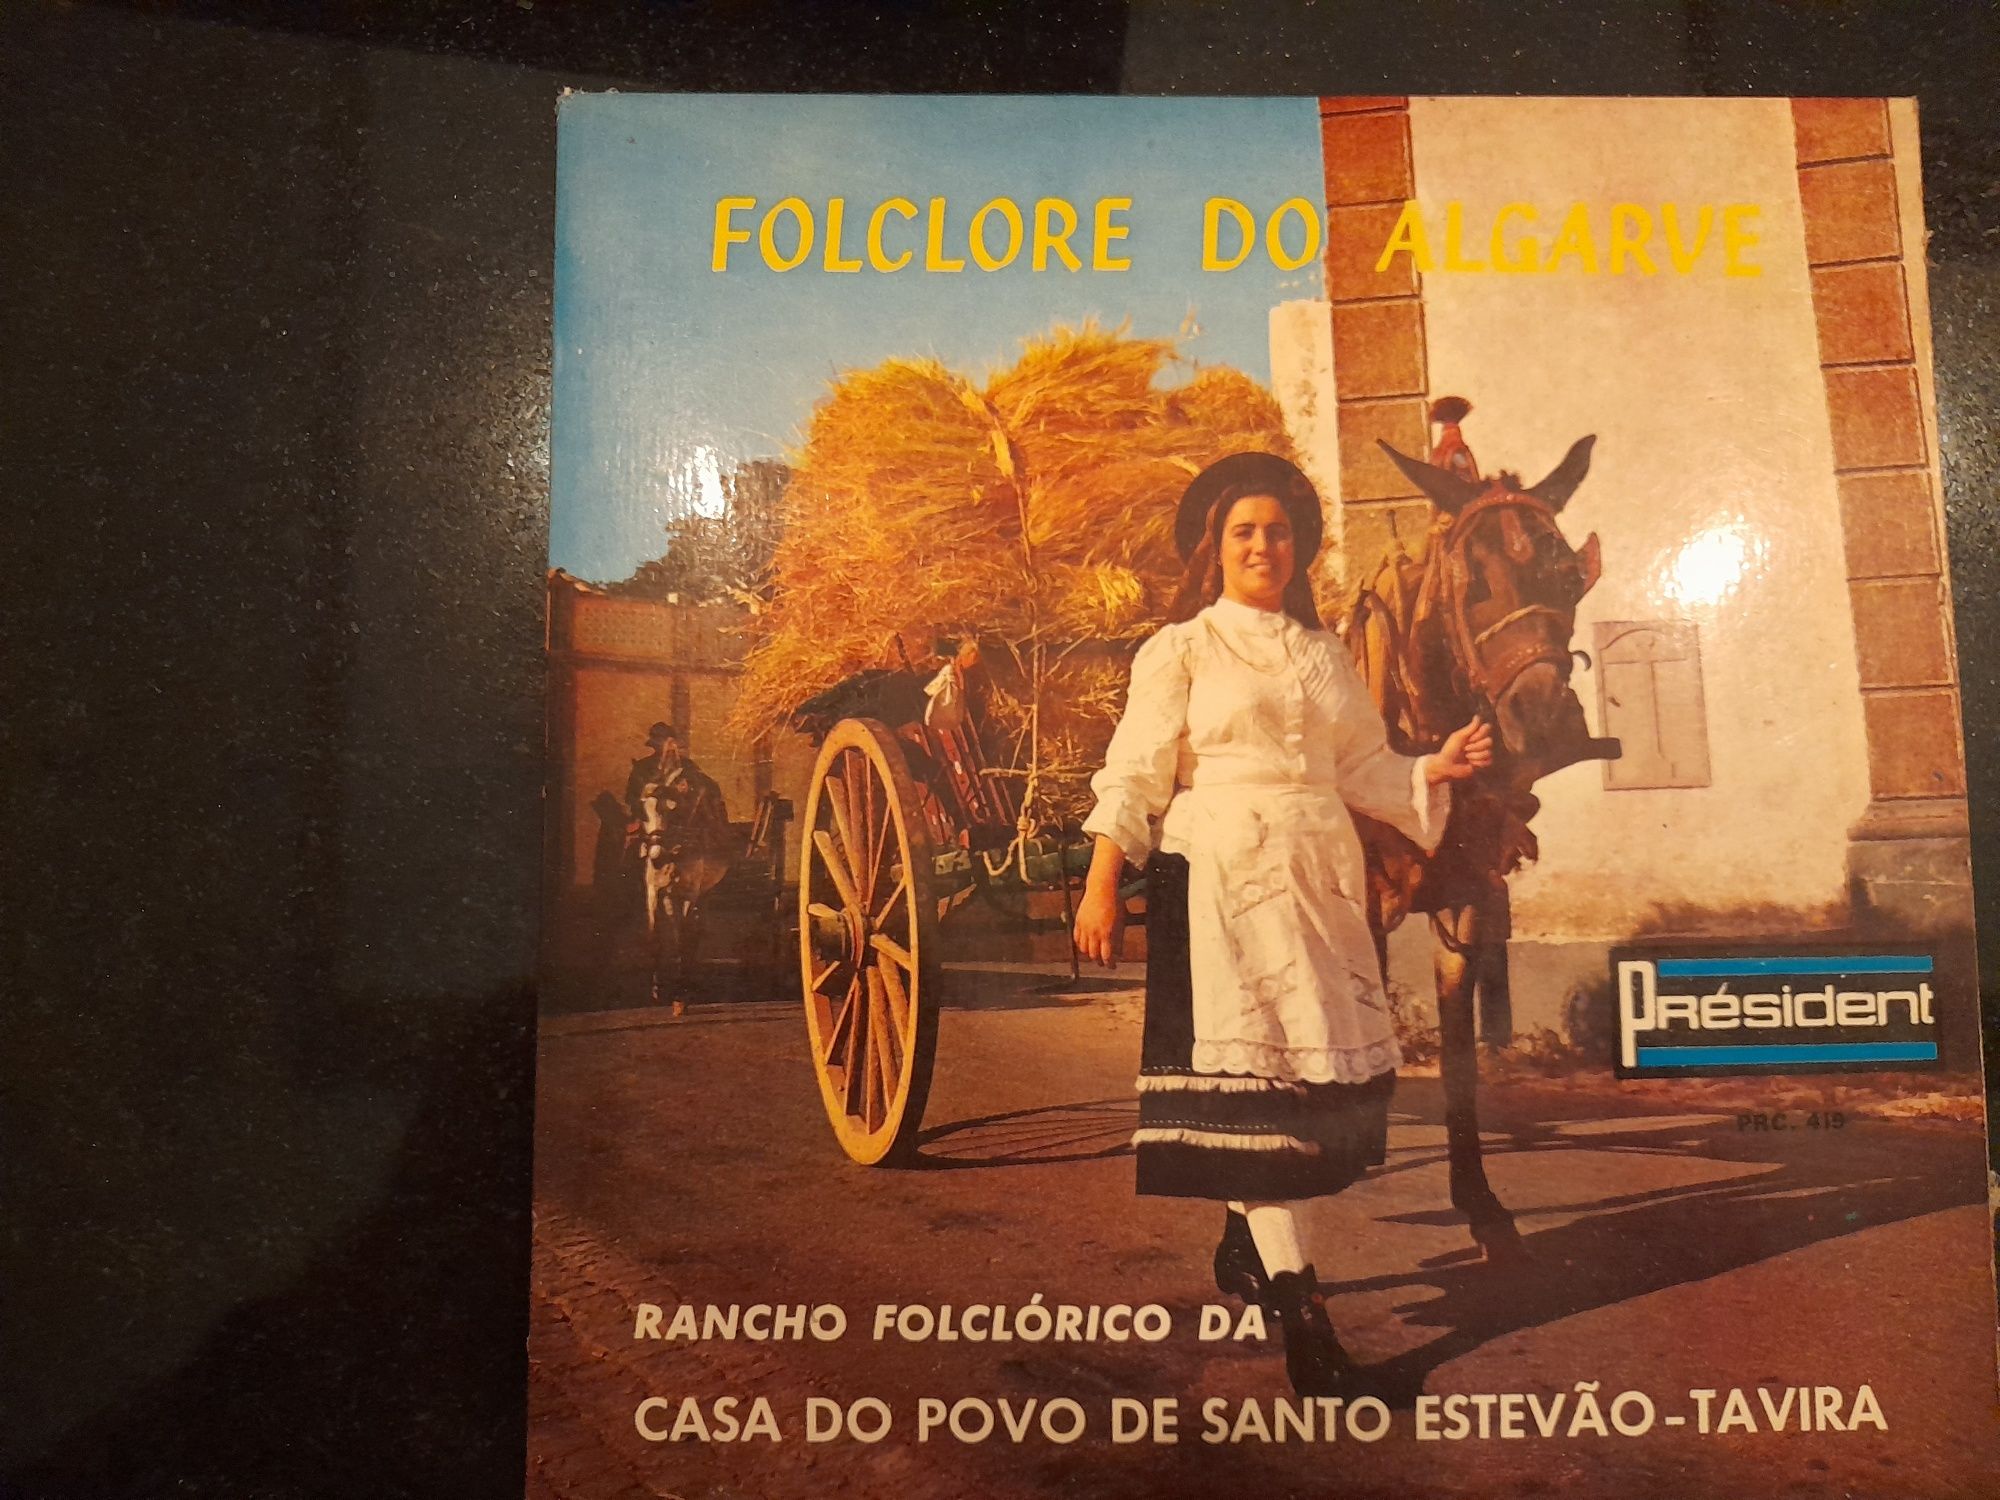 FOLCLORE DO ALGARVE
Président
PRC. 419
RANCHO FOLCLÓRICO DA
CASA DO POVO DE SANTO ESTEVÃO-TAVIRA